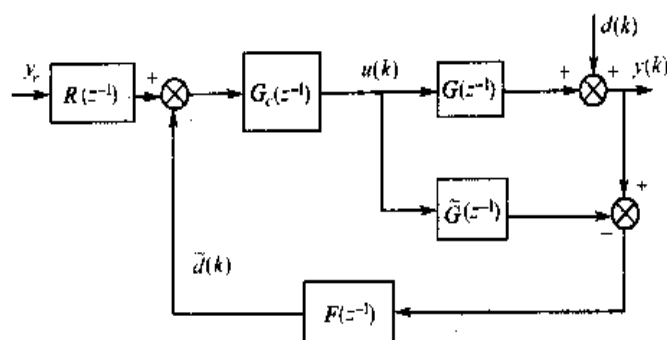 d(k)
y_r
R(z⁻¹)
+
G_c(z⁻¹)
u(k)
G(z⁻¹)
+
+
y(k)
G̃(z⁻¹)
+
−
d̃(k)
F(z⁻¹)